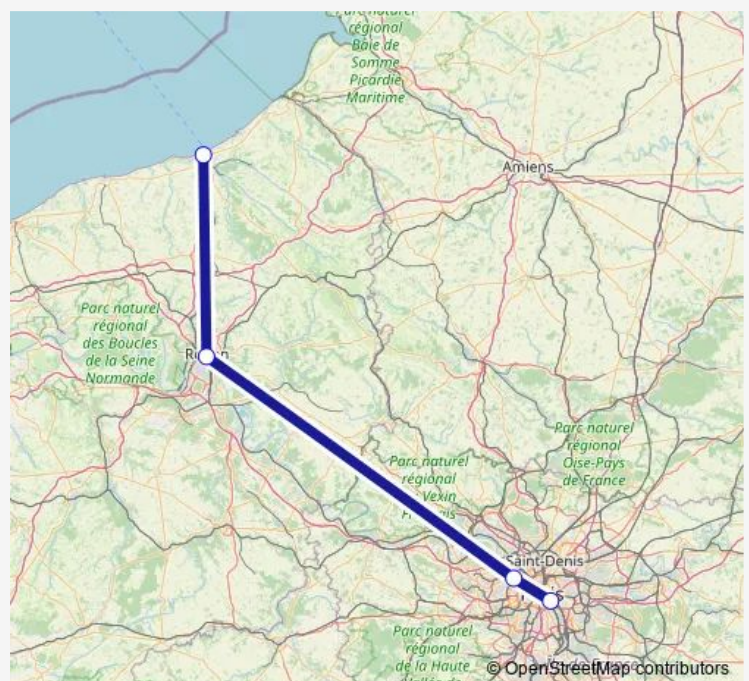 Parc naturel
régional
Baie de
Somme
Picardie
Maritime
Amiens
Parc naturel
régional
des Boucles
de la Seine
Normande
Parc naturel
régional
Oise-Pays
de France
Parc naturel
régional
Vexin
Saint-Denis
Parc naturel
régional
de la Haute
© OpenStreetMap contributors